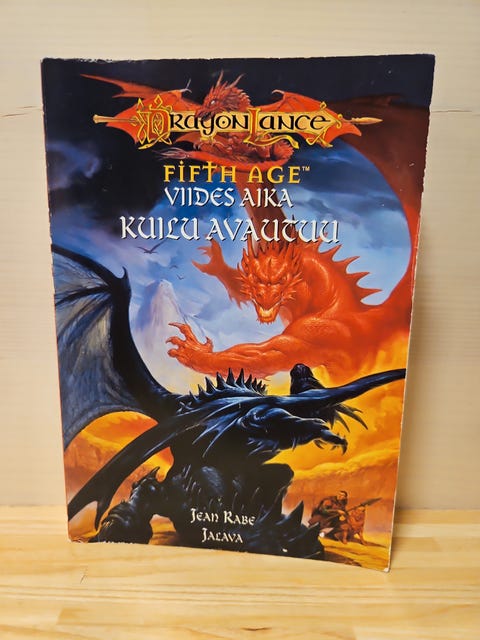 DragonLance
FIFTH AGE™
VIIDES AIKA
KUILU AVAUTUU
JEAN RABE
JALAVA